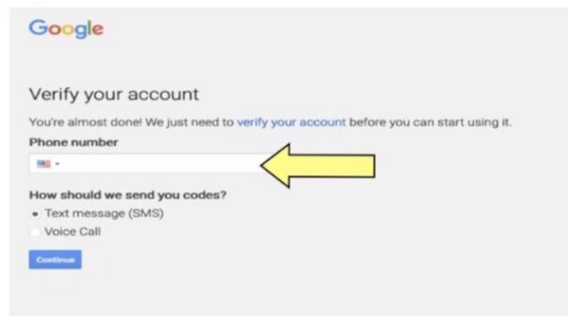 Google
Verify your account
You're almost done! We just need to verify your account before you can start using it.
Phone number
How should we send you codes?
Text message (SMS)
Voice Call
Continue